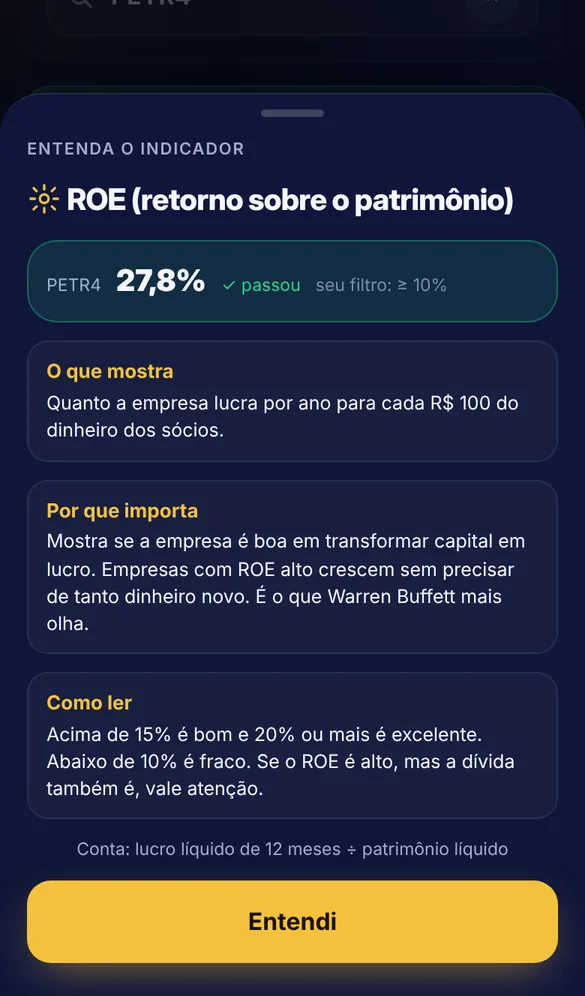 PETR4
ENTENDA O INDICADOR
ROE (retorno sobre o patrimônio)
PETR4 27,8% ✓ passou seu filtro: ≥ 10%
O que mostra
Quanto a empresa lucra por ano para cada R$ 100 do
dinheiro dos sócios.
Por que importa
Mostra se a empresa é boa em transformar capital em
lucro. Empresas com ROE alto crescem sem precisar
de tanto dinheiro novo. É o que Warren Buffett mais
olha.
Como ler
Acima de 15% é bom e 20% ou mais é excelente.
Abaixo de 10% é fraco. Se o ROE é alto, mas a dívida
também é, vale atenção.
Conta: lucro líquido de 12 meses ÷ patrimônio líquido
Entendi